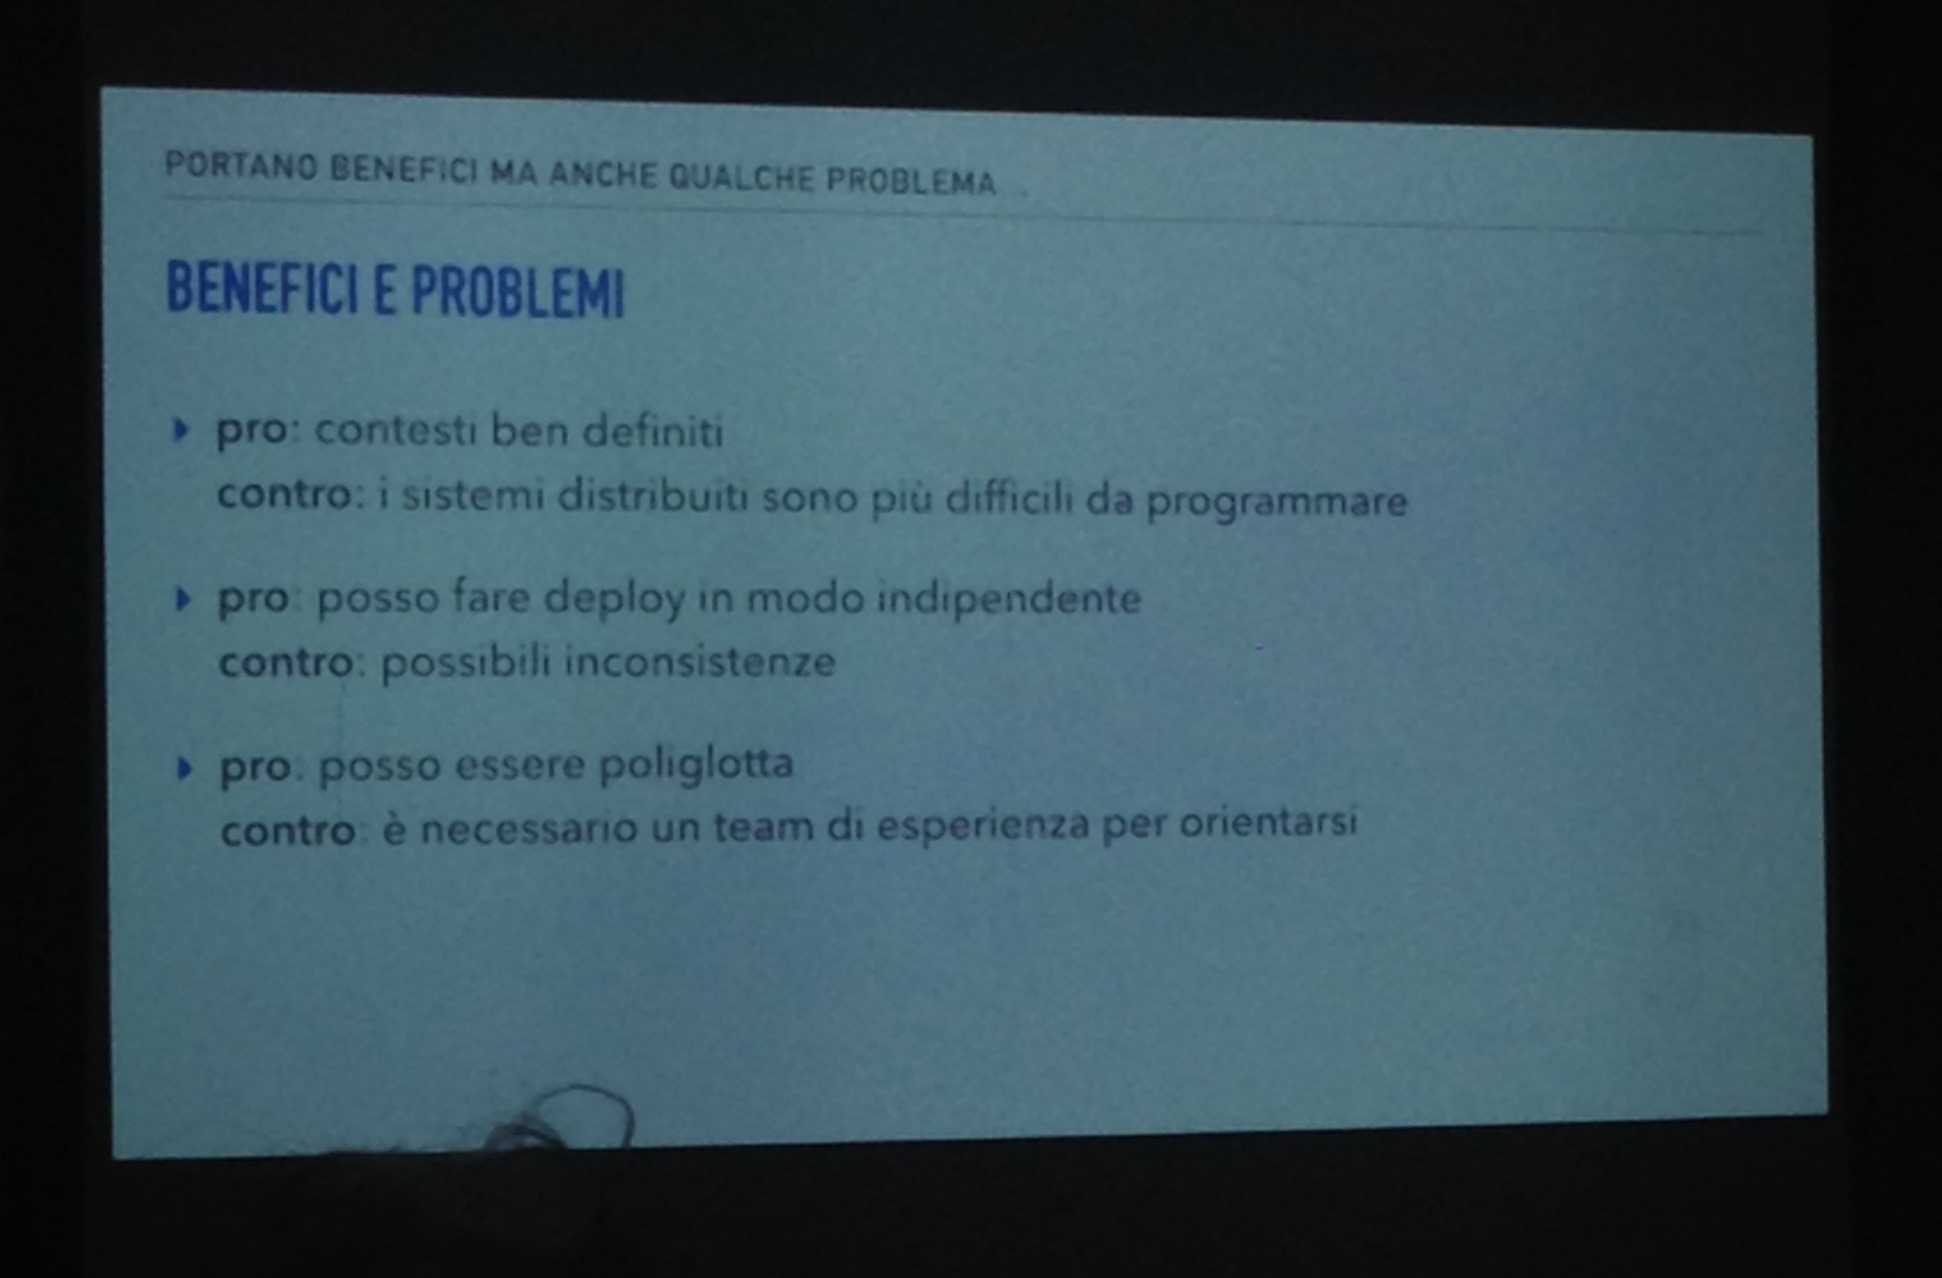 PORTANO BENEFICI MA ANCHE QUALCHE PROBLEMA
BENEFICI E PROBLEMI
pro: contesti ben definiti
contro: i sistemi distribuiti sono più difficili da programmare
pro: posso fare deploy in modo indipendente
contro: possibili inconsistenze
pro: posso essere poliglotta
contro: è necessario un team di esperienza per orientarsi